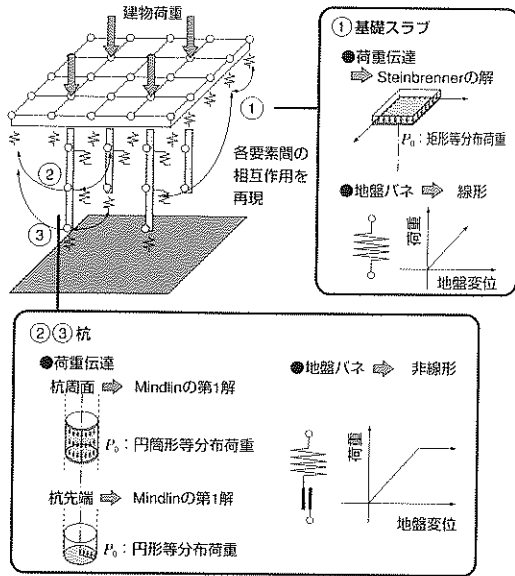 建物荷重
①
各要素間の
相互作用を
再現
②
③
①基礎スラブ
●荷重伝達
Steinbrennerの解
P₀：矩形等分布荷重
●地盤バネ 線形
荷重
地盤変位
②③杭
●荷重伝達
杭周面 Mindlinの第1解
P₀：円筒形等分布荷重
杭先端 Mindlinの第1解
P₀：円形等分布荷重
●地盤バネ 非線形
荷重
地盤変位